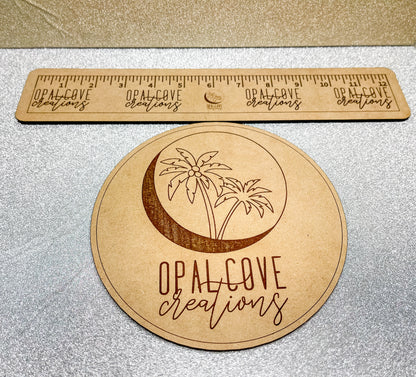 1 2 3 4 5 6 7 8 9 10 11 12
OPAL COVE OPAL COVE OPAL COVE OPAL COVE
creations creations creations creations
OPAL COVE
creations